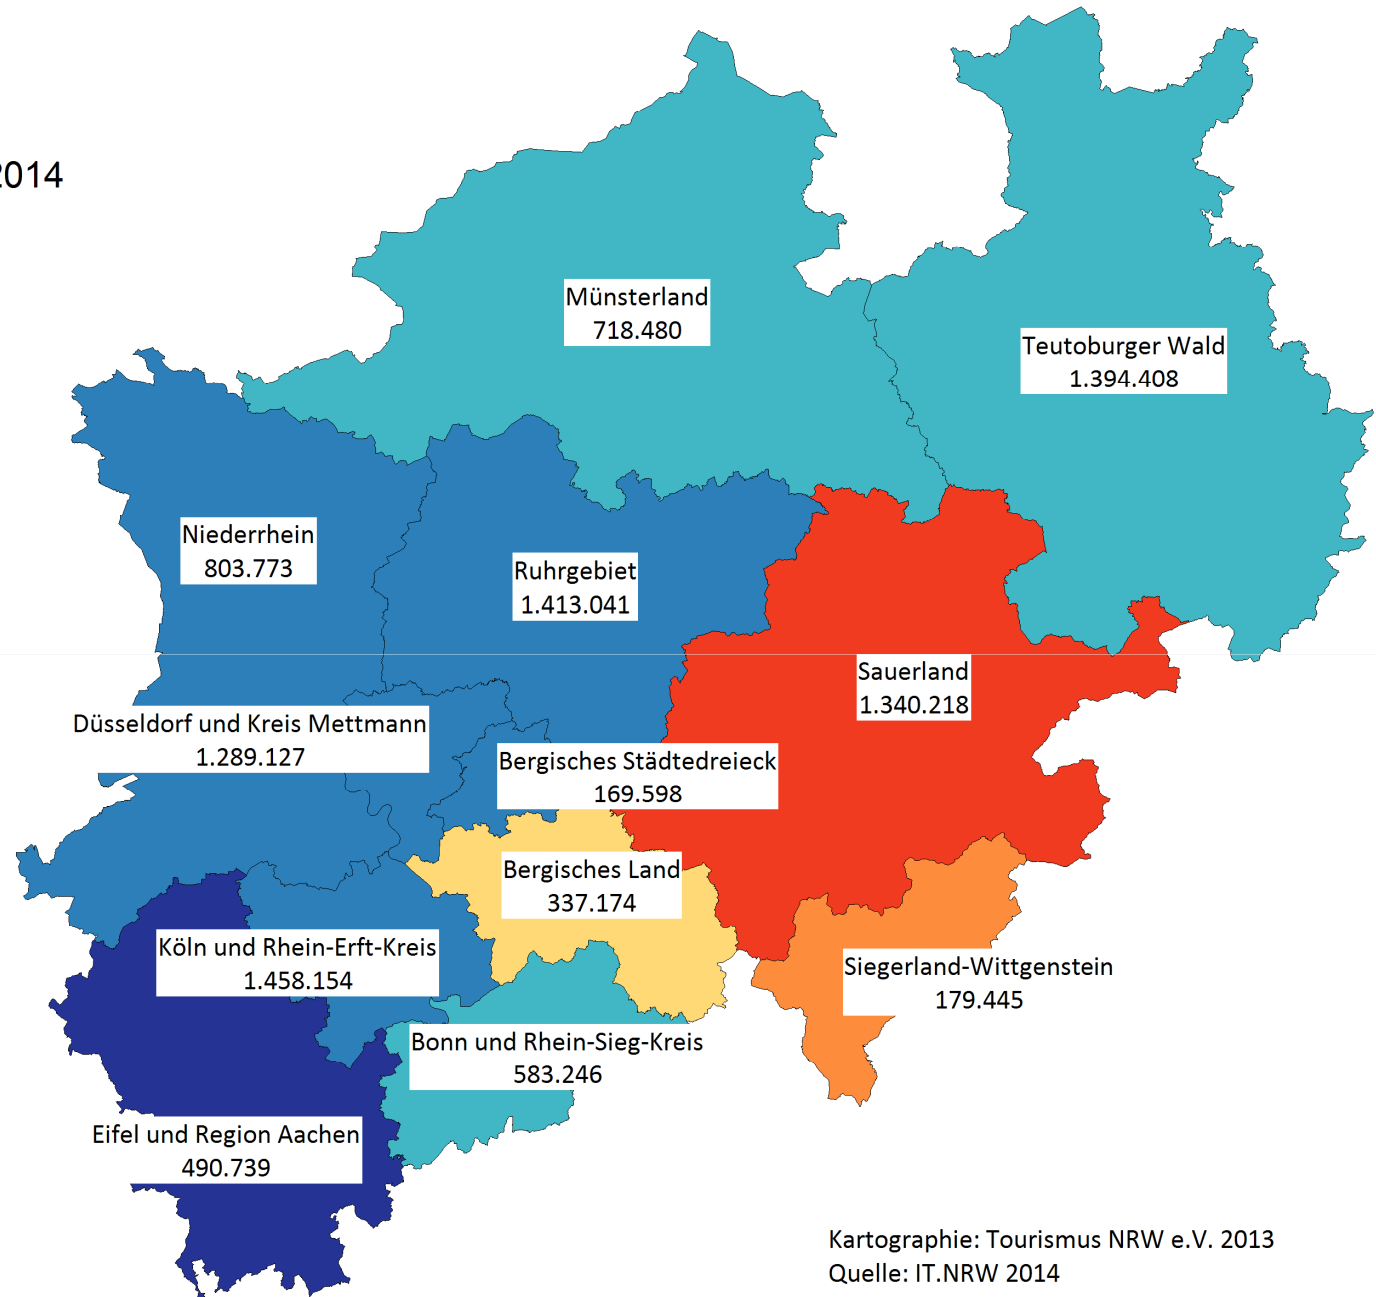 2014
Münsterland
718.480
Teutoburger Wald
1.394.408
Niederrhein
803.773
Ruhrgebiet
1.413.041
Sauerland
1.340.218
Düsseldorf und Kreis Mettmann
1.289.127
Bergisches Städtedreieck
169.598
Bergisches Land
337.174
Köln und Rhein-Erft-Kreis
1.458.154
Siegerland-Wittgenstein
179.445
Bonn und Rhein-Sieg-Kreis
583.246
Eifel und Region Aachen
490.739
Kartographie: Tourismus NRW e.V. 2013
Quelle: IT.NRW 2014